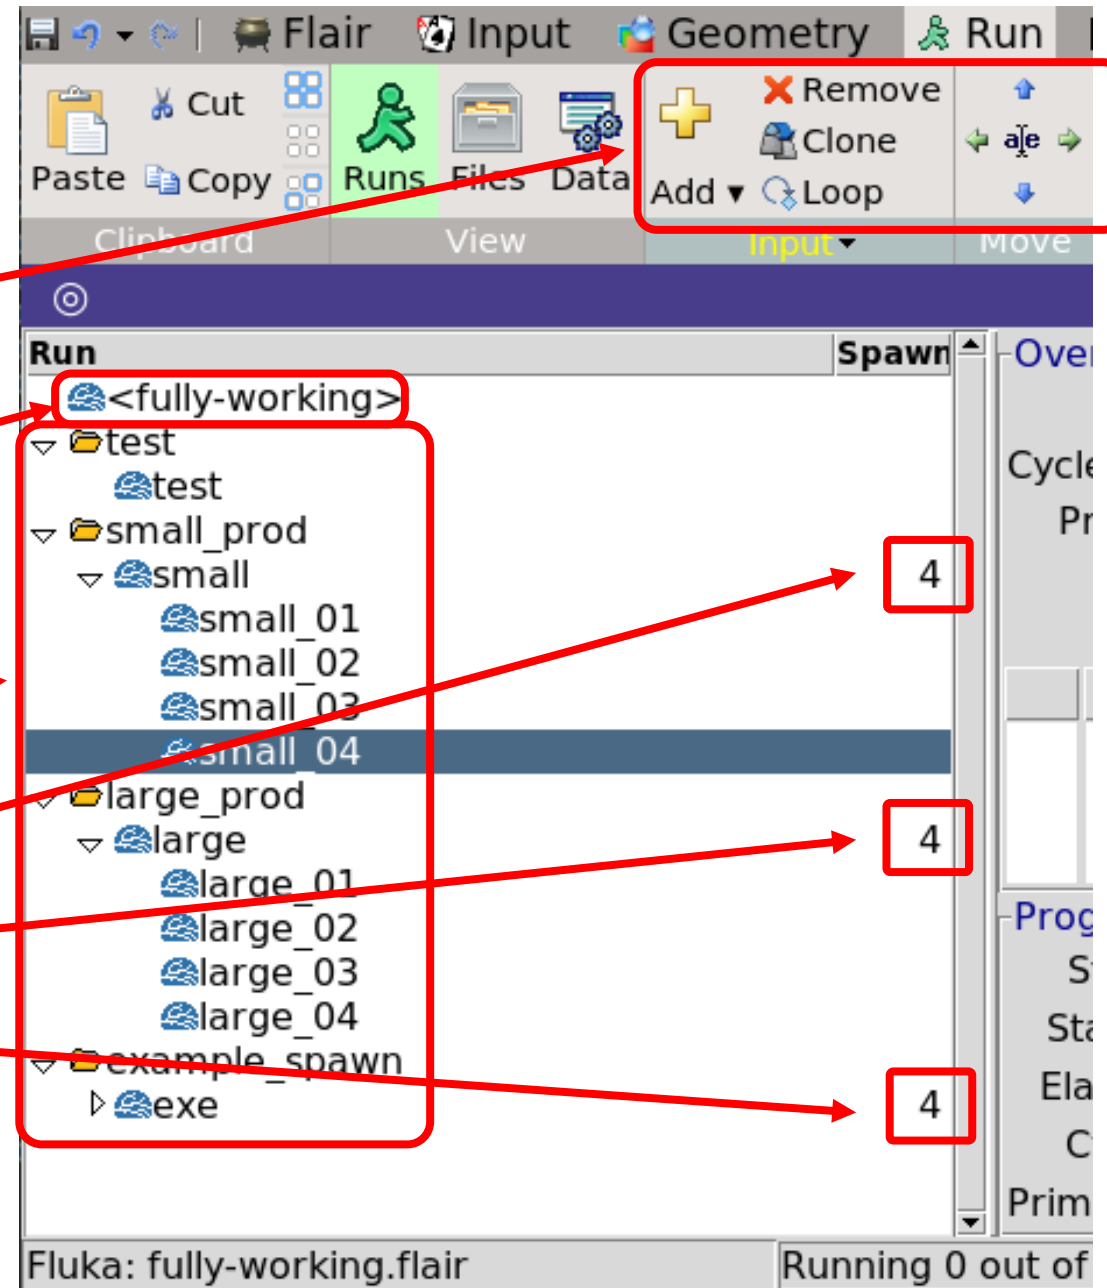 Flair Input Geometry Run
Cut
Remove
Clone
Paste Copy Runs Files Data Add Loop
Clipboard View Input Move
Run Spawn
<fully-working>
test
test
small_prod
small 4
small_01
small_02
small_03
small_04
large_prod
large 4
large_01
large_02
large_03
large_04
example_spawn
exe 4
Fluka: fully-working.flair Running 0 out of